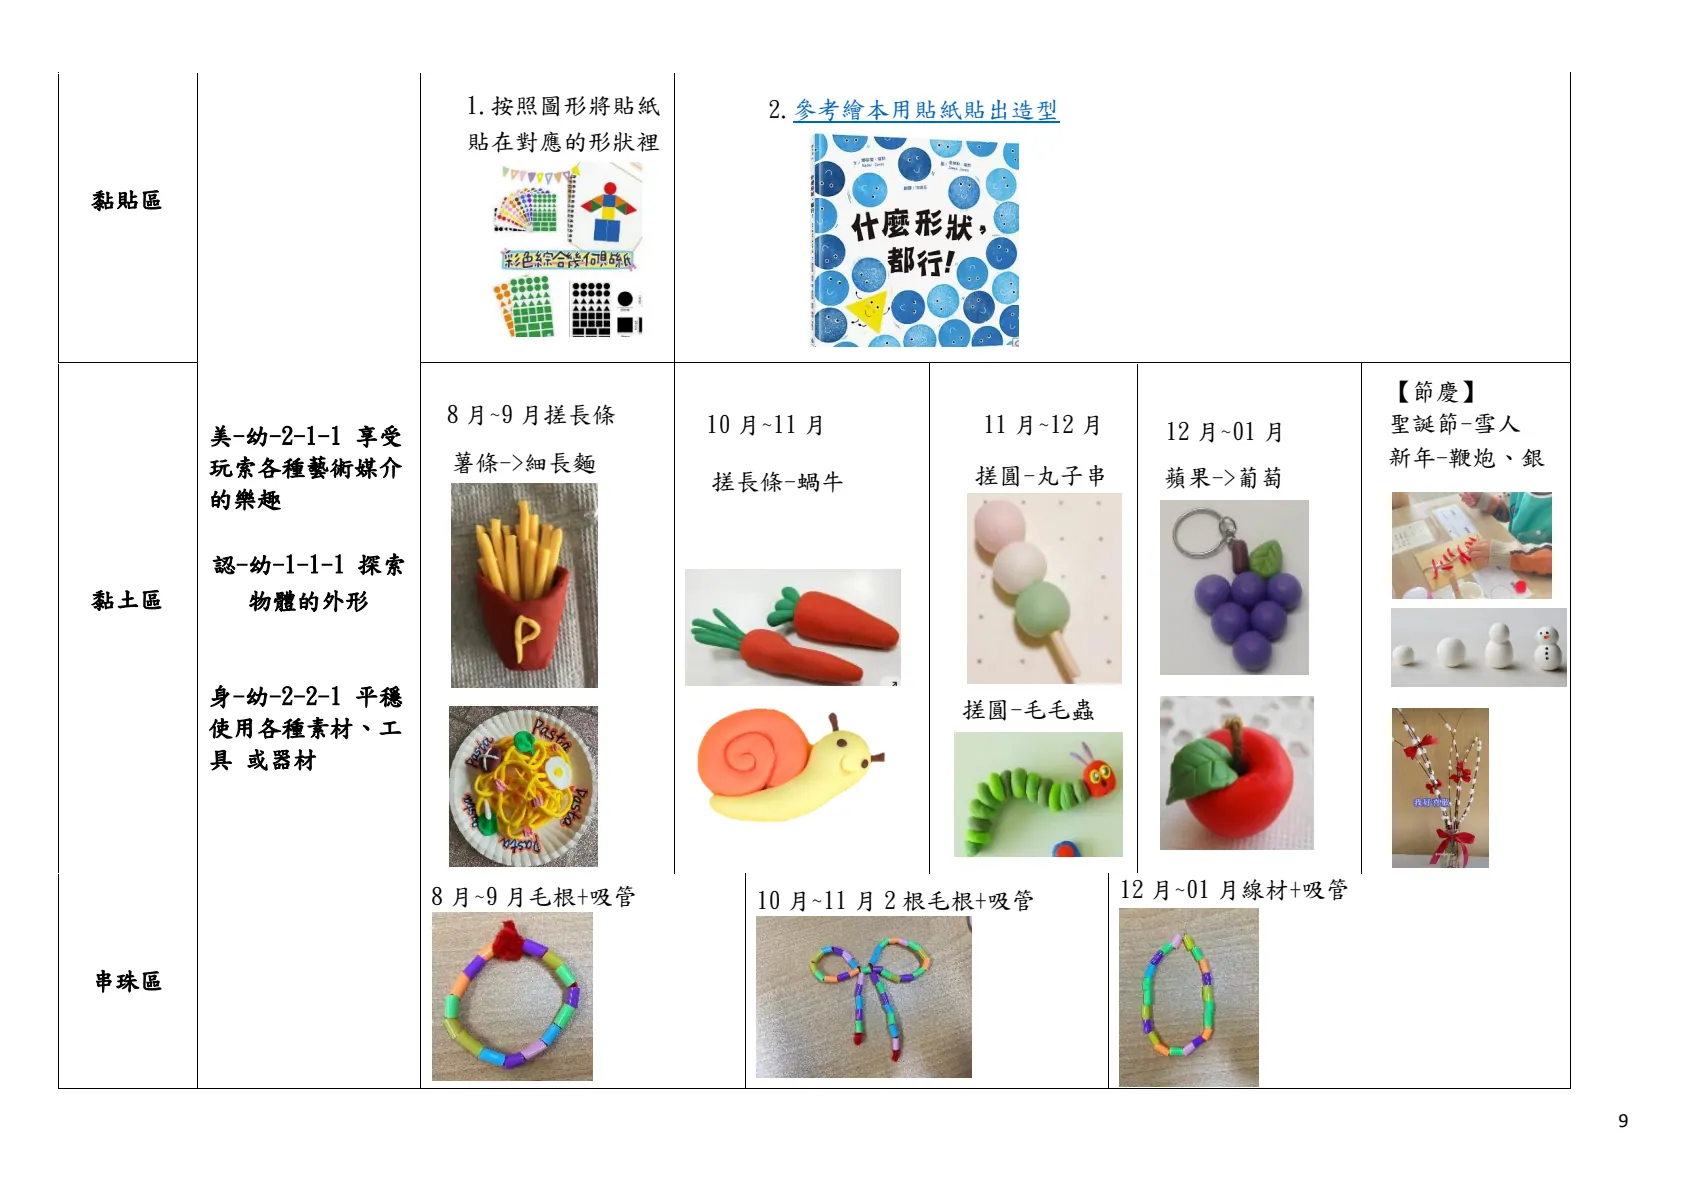 黏貼區
1.按照圖形將貼紙
貼在對應的形狀裡
彩色綜合幾何貼紙
2.參考繪本用貼紙貼出造型
什麼形狀，
都行!
黏土區
美-幼-2-1-1 享受
玩索各種藝術媒介
的樂趣
認-幼-1-1-1 探索
物體的外形
身-幼-2-2-1 平穩
使用各種素材、工
具 或器材
8 月~9 月搓長條
薯條->細長麵
P
Pasta
Pasta
Pasta
Pasta
10 月~11 月
搓長條-蝸牛
11 月~12 月
搓圓-丸子串
搓圓-毛毛蟲
12 月~01 月
蘋果->葡萄
【節慶】
聖誕節-雪人
新年-鞭炮、銀
串珠區
8 月~9 月毛根+吸管
10 月~11 月 2 根毛根+吸管
12 月~01 月線材+吸管
9